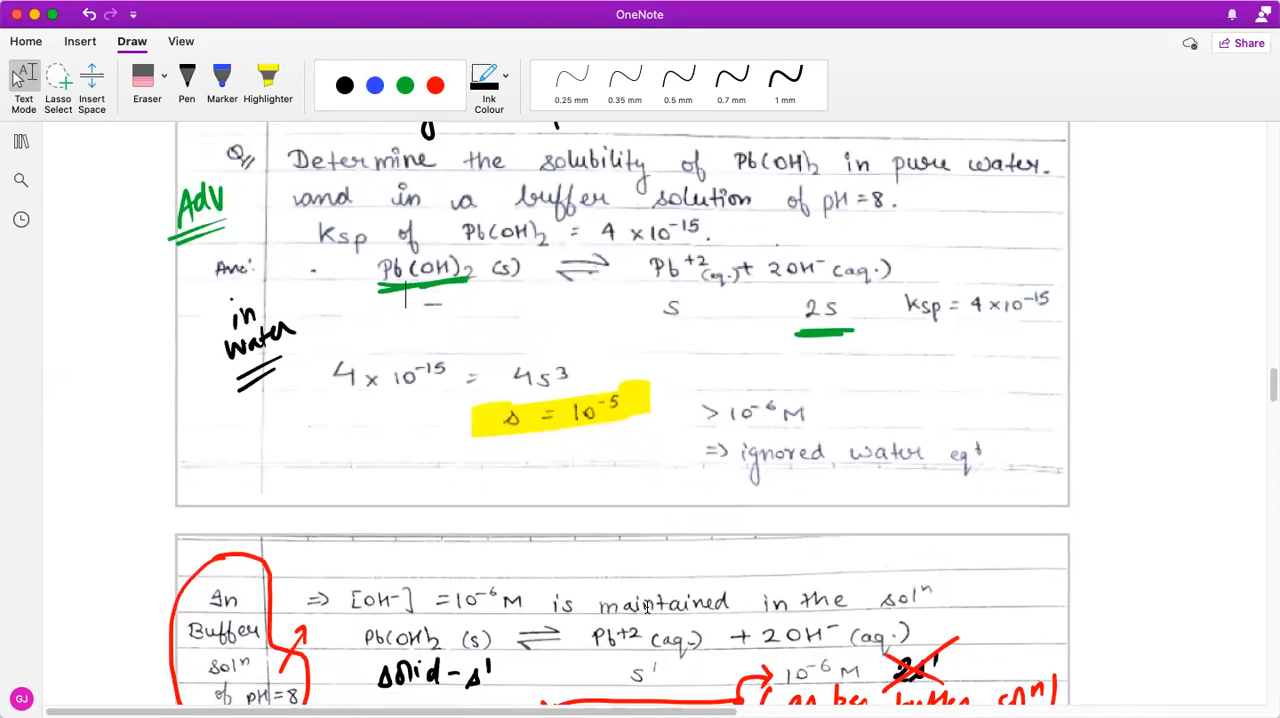 OneNote
Home Insert Draw View
Share
Text Mode
Lasso Select
Insert Space
Eraser
Pen
Marker
Highlighter
Ink Colour
0.25 mm
0.35 mm
0.5 mm
0.7 mm
1 mm
Q// Determine the solubility of Pb(OH)₂ in pure water.
Adv
and in a buffer solution of pH=8.
Ksp of Pb(OH)₂ = 4 × 10⁻¹⁵.
Ans: Pb(OH)₂ (s) ⇌ Pb⁺² (aq.) + 2OH⁻ (aq.)
in water
– s 2s Ksp = 4×10⁻¹⁵
4 × 10⁻¹⁵ = 4s³
s = 10⁻⁵ > 10⁻⁶ M
⇒ ignored water eqᵗ
In Buffer solⁿ of pH=8
⇒ [OH⁻] = 10⁻⁶ M is maintained in the solⁿ
Pb(OH)₂ (s) ⇌ Pb⁺² (aq.) + 2OH⁻ (aq.)
solid – s' s' 10⁻⁶ M 2s'
(as per buffer solⁿ)
GJ